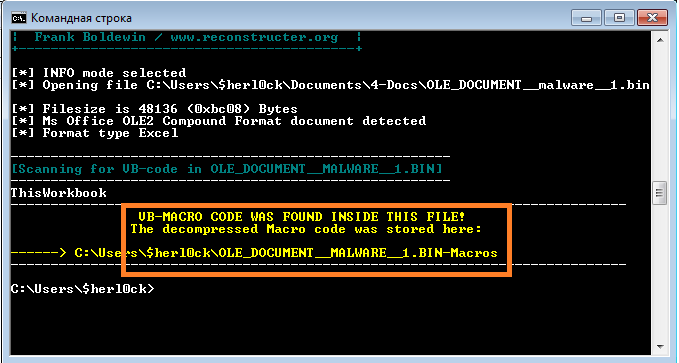 Командная строка
| Frank Boldewin / www.reconstructer.org |
+---------------------------------------------+
[*] INFO mode selected
[*] Opening file C:\Users\$herl0ck\Documents\4-Docs\OLE_DOCUMENT__malware__1.bin
[*] Filesize is 48136 (0xbc08) Bytes
[*] Ms Office OLE2 Compound Format document detected
[*] Format type Excel
[Scanning for VB-code in OLE_DOCUMENT__MALWARE__1.BIN]
ThisWorkbook
VB-MACRO CODE WAS FOUND INSIDE THIS FILE!
The decompressed Macro code was stored here:
------> C:\Users\$herl0ck\OLE_DOCUMENT__MALWARE__1.BIN-Macros
C:\Users\$herl0ck>